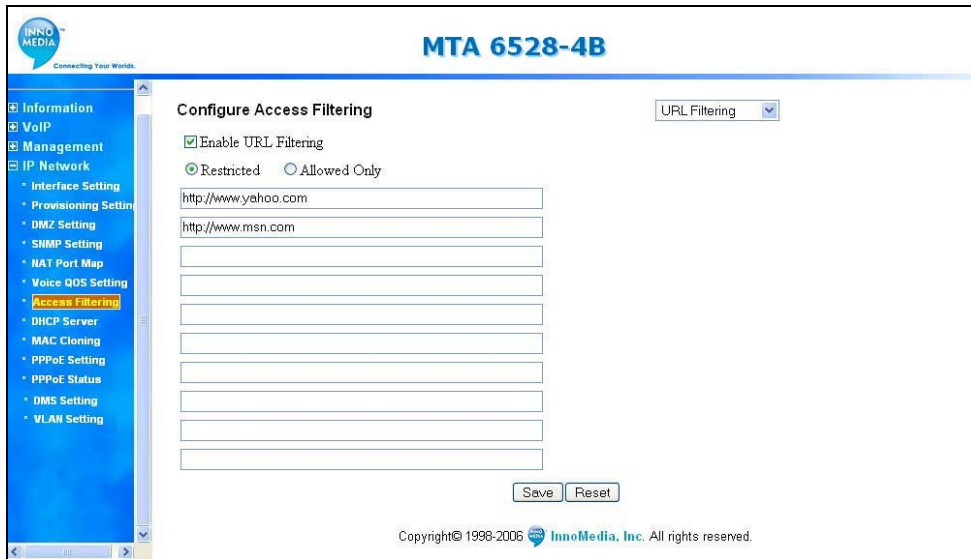 INNO
MEDIA™
Connecting Your Worlds.
MTA 6528-4B
Information
VoIP
Management
IP Network
Interface Setting
Provisioning Settin
DMZ Setting
SNMP Setting
NAT Port Map
Voice QOS Setting
Access Filtering
DHCP Server
MAC Cloning
PPPoE Setting
PPPoE Status
DMS Setting
VLAN Setting
Configure Access Filtering
URL Filtering
Enable URL Filtering
Restricted Allowed Only
http://www.yahoo.com
http://www.msn.com
Save Reset
Copyright© 1998-2006 INNO MEDIA InnoMedia, Inc. All rights reserved.